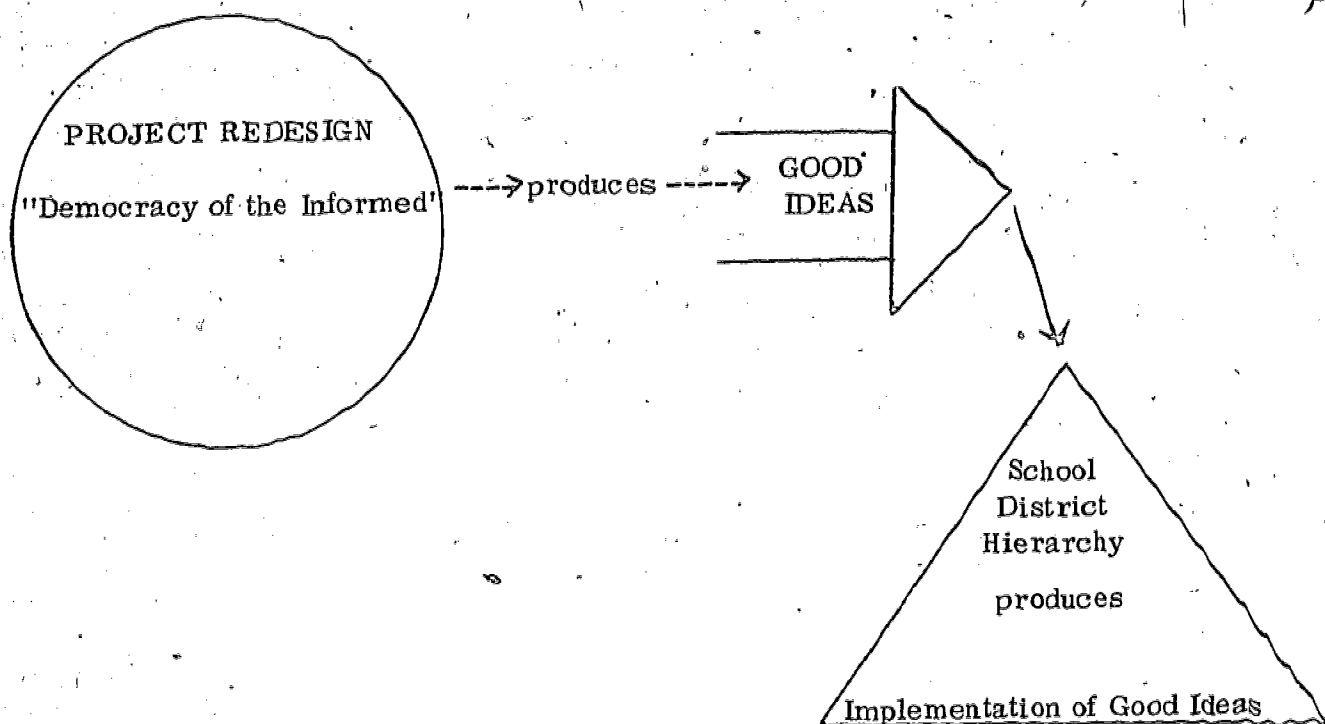 PROJECT REDESIGN
"Democracy of the Informed"
produces
GOOD
IDEAS
School
District
Hierarchy
produces
Implementation of Good Ideas